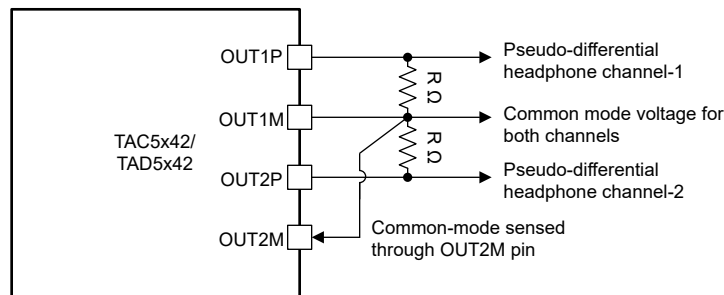 OUT1P
Pseudo-differential
headphone channel-1
R Ω
OUT1M
Common mode voltage for
both channels
TAC5x42/
TAD5x42
R Ω
OUT2P
Pseudo-differential
headphone channel-2
OUT2M
Common-mode sensed
through OUT2M pin